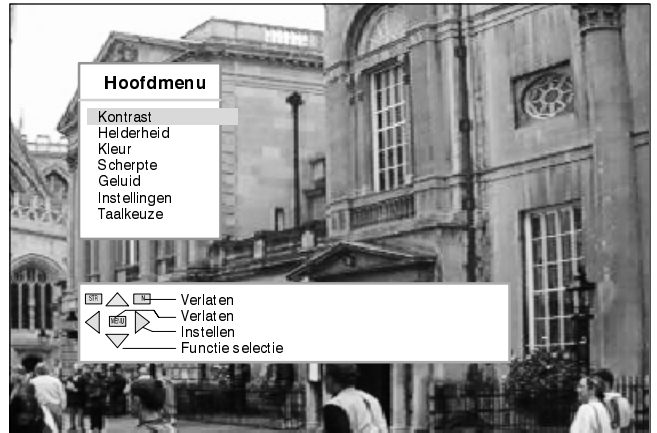 Hoofdmenu
Kontrast
Helderheid
Kleur
Scherpte
Geluid
Instellingen
Taalkeuze
STR
N
Verlaten
MENU
Verlaten
Instellen
Functie selectie